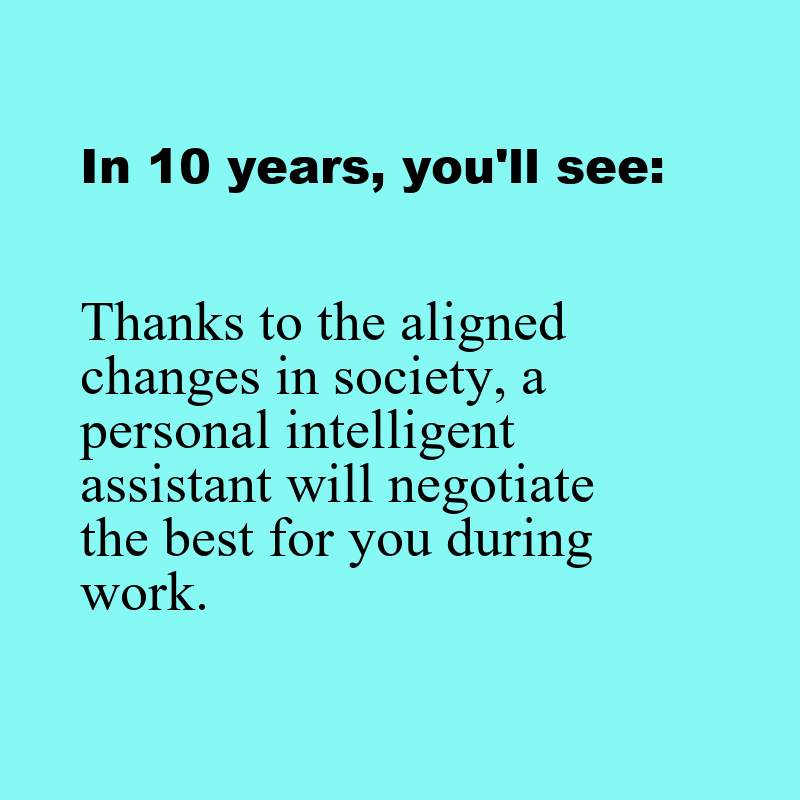 In 10 years, you'll see:
Thanks to the aligned
changes in society, a
personal intelligent
assistant will negotiate
the best for you during
work.